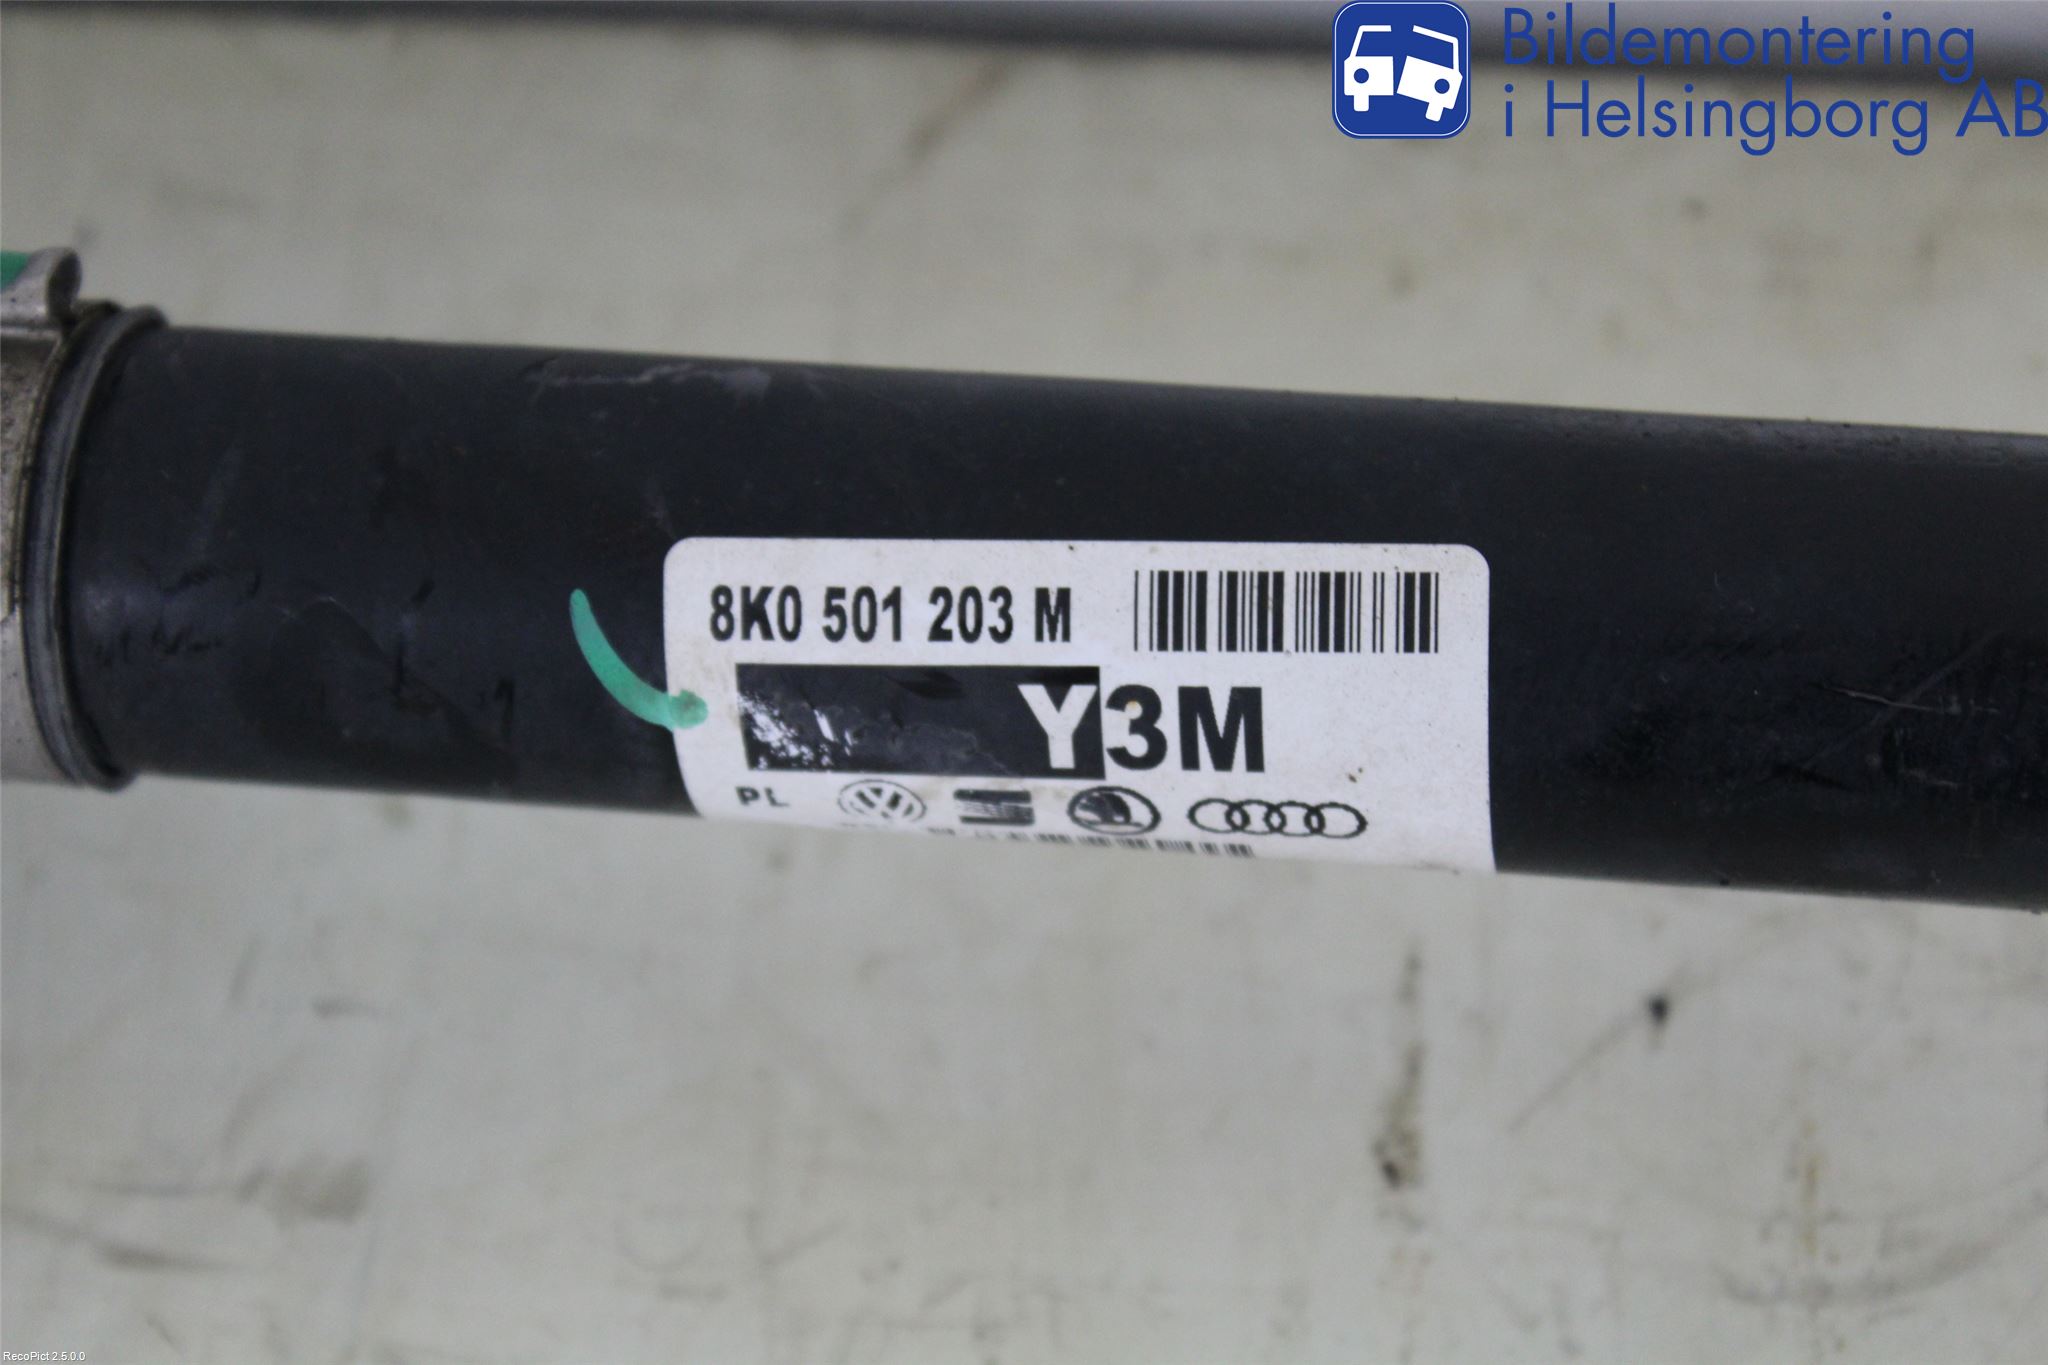 Bildemontering
i Helsingborg AB
8K0 501 203 M
Y3M
PL
RecoPict 2.5.0.0